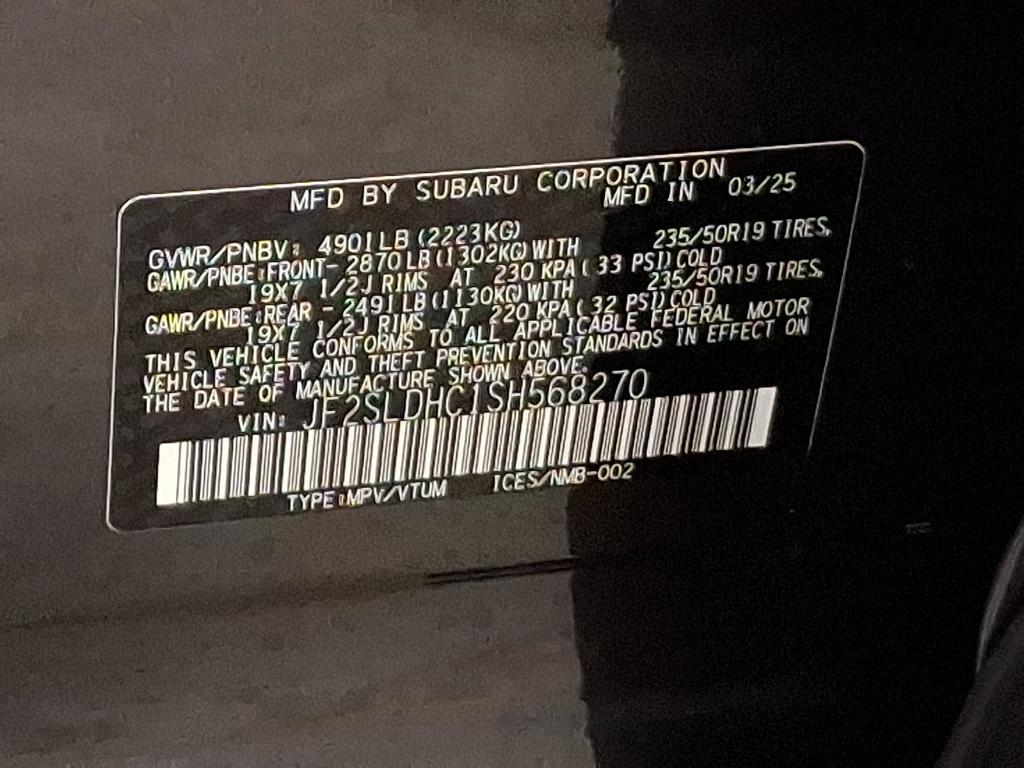 MFD BY SUBARU CORPORATION
MFD IN 03/25
GVWR/PNBV: 4901LB (2223KG)
GAWR/PNBE:FRONT- 2870LB(1302KG)WITH 235/50R19 TIRES,
19X7 1/2J RIMS AT 230 KPA( 33 PSI)COLD
GAWR/PNBE:REAR - 2491LB(1130KG)WITH 235/50R19 TIRES,
19X7 1/2J RIMS AT 220 KPA( 32 PSI)COLD
THIS VEHICLE CONFORMS TO ALL APPLICABLE FEDERAL MOTOR
VEHICLE SAFETY AND THEFT PREVENTION STANDARDS IN EFFECT ON
THE DATE OF MANUFACTURE SHOWN ABOVE.
VIN: JF2SLDHC1SH568270
TYPE:MPV/VTUM ICES/NMB-002